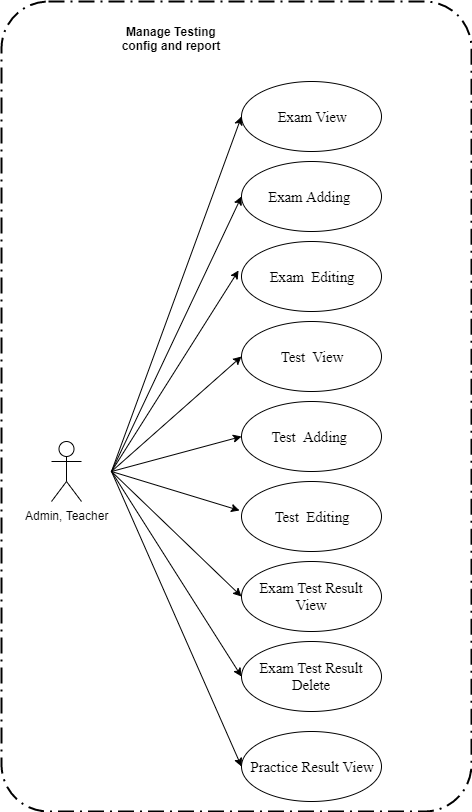 Manage Testing
config and report
Exam View
Exam Adding
Exam Editing
Test View
Test Adding
Admin, Teacher
Test Editing
Exam Test Result
View
Exam Test Result
Delete
Practice Result View